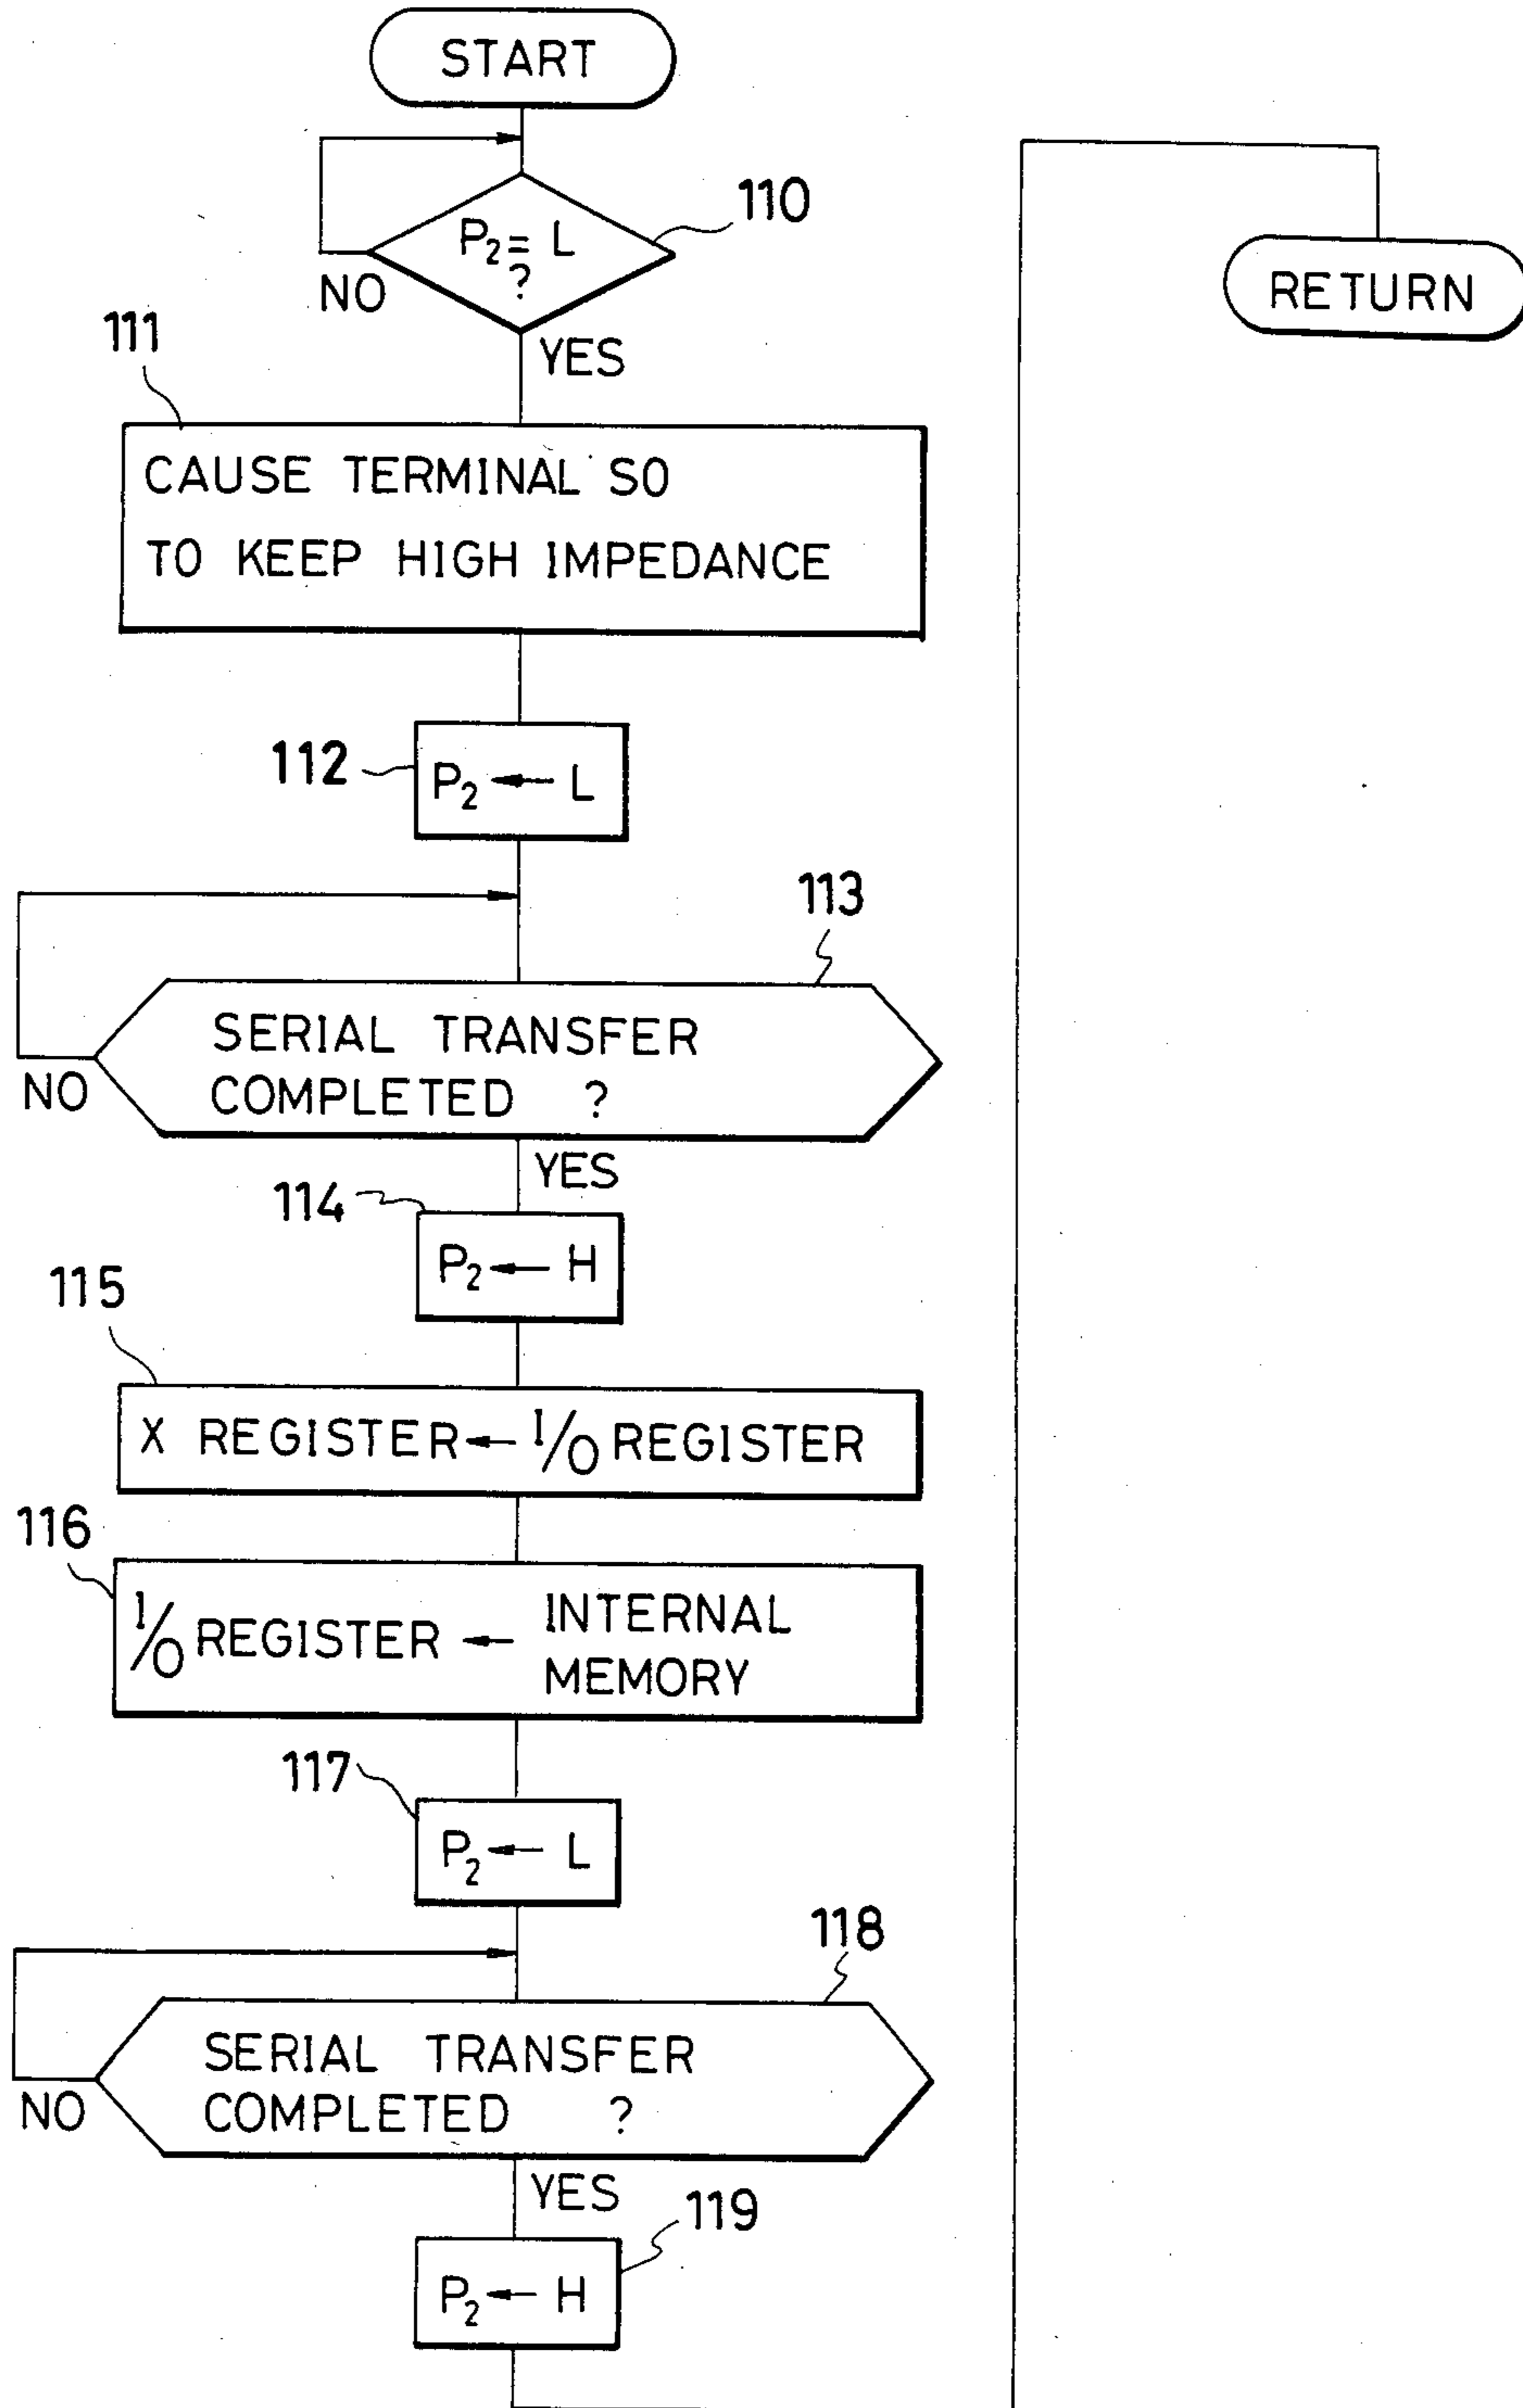 START
110
P₂ = L
?
NO
YES
111
CAUSE TERMINAL SO
TO KEEP HIGH IMPEDANCE
112
P₂ ← L
113
SERIAL TRANSFER
COMPLETED ?
NO
YES
114
P₂ ← H
115
X REGISTER ← I/O REGISTER
116
I/O REGISTER ← INTERNAL
MEMORY
117
P₂ ← L
118
SERIAL TRANSFER
COMPLETED ?
NO
YES
119
P₂ ← H
RETURN